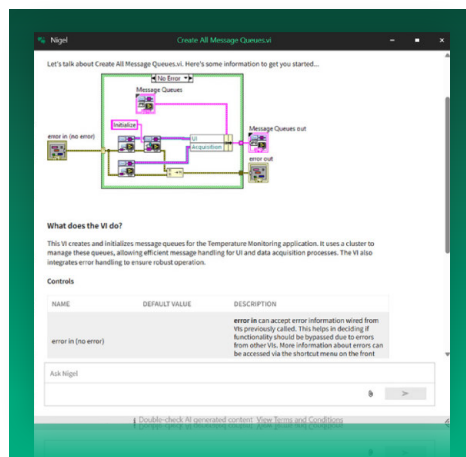 Nigel
Create All Message Queues.vi
Let's talk about Create All Message Queues.vi. Here's some information to get you started...
No Error
Message Queues
Initialize
error in (no error)
UI
Acquisition
Message Queues out
error out
What does the VI do?
This VI creates and initializes message queues for the Temperature Monitoring application. It uses a cluster to
manage these queues, allowing efficient message handling for UI and data acquisition processes. The VI also
integrates error handling to ensure robust operation.
Controls
NAME DEFAULT VALUE DESCRIPTION
error in can accept error information wired from
VIs previously called. This helps in deciding if
functionality should be bypassed due to errors
error in (no error)
from other VIs. More information about errors can
be accessed via the shortcut menu on the front
Ask Nigel
Double-check AI generated content. View Terms and Conditions